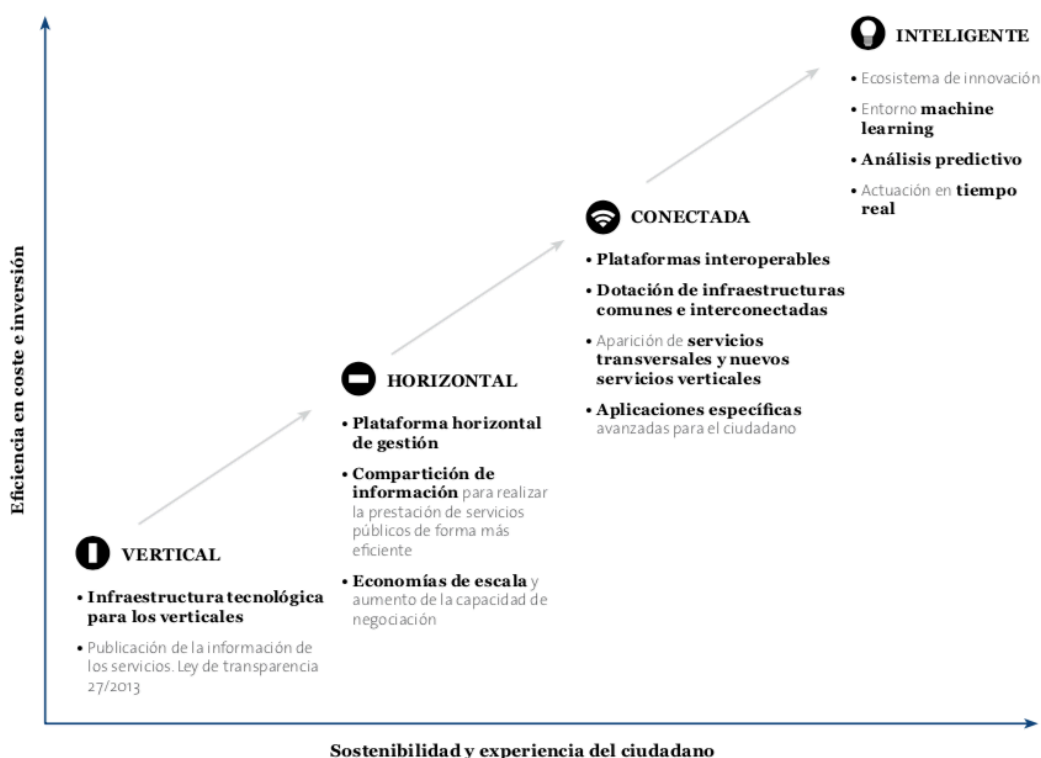 INTELIGENTE
• Ecosistema de innovación
• Entorno machine
learning
• Análisis predictivo
• Actuación en tiempo
real
CONECTADA
• Plataformas interoperables
• Dotación de infraestructuras
comunes e interconectadas
• Aparición de servicios
transversales y nuevos
servicios verticales
• Aplicaciones específicas
avanzadas para el ciudadano
HORIZONTAL
• Plataforma horizontal
de gestión
• Compartición de
información para realizar
la prestación de servicios
públicos de forma más
eficiente
• Economías de escala y
aumento de la capacidad de
negociación
VERTICAL
• Infraestructura tecnológica
para los verticales
• Publicación de la información de
los servicios. Ley de transparencia
27/2013
Eficiencia en coste e inversión
Sostenibilidad y experiencia del ciudadano